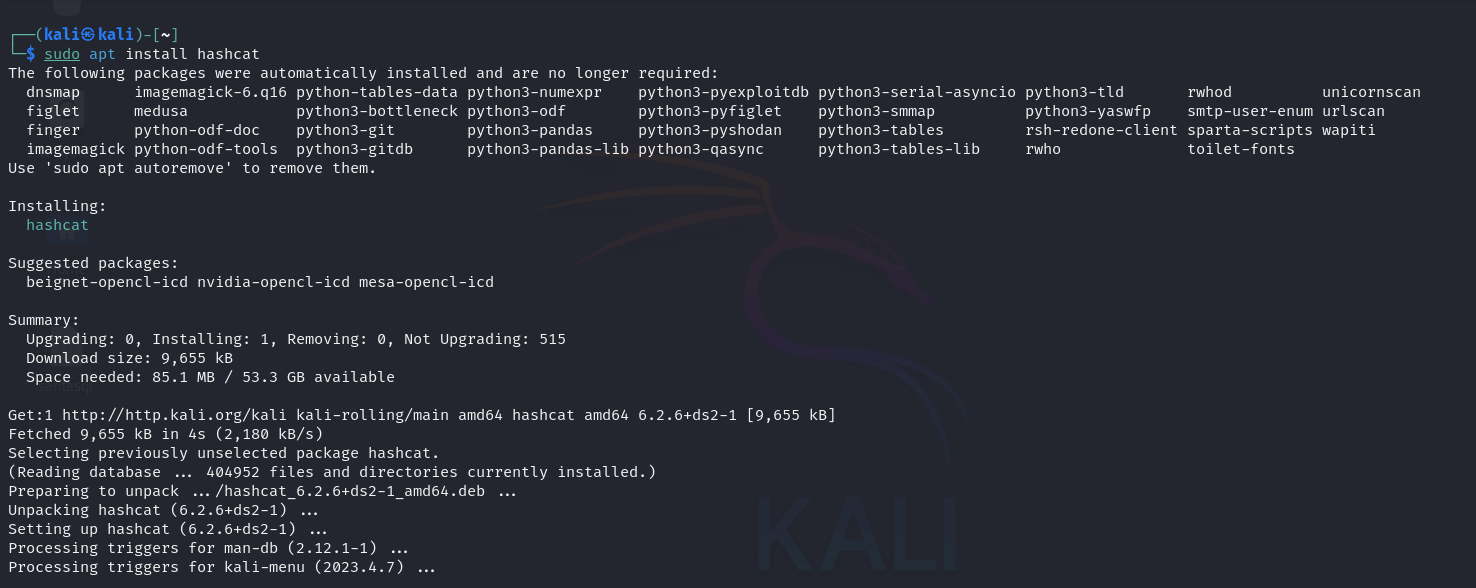 ┌──(kali㉿kali)-[~]
└─$ sudo apt install hashcat
The following packages were automatically installed and are no longer required:
  dnsmap      imagemagick-6.q16 python-tables-data python3-numexpr    python3-pyexploitdb python3-serial-asyncio python3-tld       rwhod          unicornscan
  figlet      medusa            python3-bottleneck python3-odf        python3-pyfiglet    python3-smmap          python3-yaswfp    smtp-user-enum urlscan
  finger      python-odf-doc    python3-git        python3-pandas     python3-pyshodan    python3-tables         rsh-redone-client sparta-scripts wapiti
  imagemagick python-odf-tools  python3-gitdb      python3-pandas-lib python3-qasync      python3-tables-lib     rwho              toilet-fonts
Use 'sudo apt autoremove' to remove them.

Installing:
  hashcat

Suggested packages:
  beignet-opencl-icd nvidia-opencl-icd mesa-opencl-icd

Summary:
  Upgrading: 0, Installing: 1, Removing: 0, Not Upgrading: 515
  Download size: 9,655 kB
  Space needed: 85.1 MB / 53.3 GB available

Get:1 http://http.kali.org/kali kali-rolling/main amd64 hashcat amd64 6.2.6+ds2-1 [9,655 kB]
Fetched 9,655 kB in 4s (2,180 kB/s)
Selecting previously unselected package hashcat.
(Reading database ... 404952 files and directories currently installed.)
Preparing to unpack .../hashcat_6.2.6+ds2-1_amd64.deb ...
Unpacking hashcat (6.2.6+ds2-1) ...
Setting up hashcat (6.2.6+ds2-1) ...
Processing triggers for man-db (2.12.1-1) ...
Processing triggers for kali-menu (2023.4.7) ...
KALI